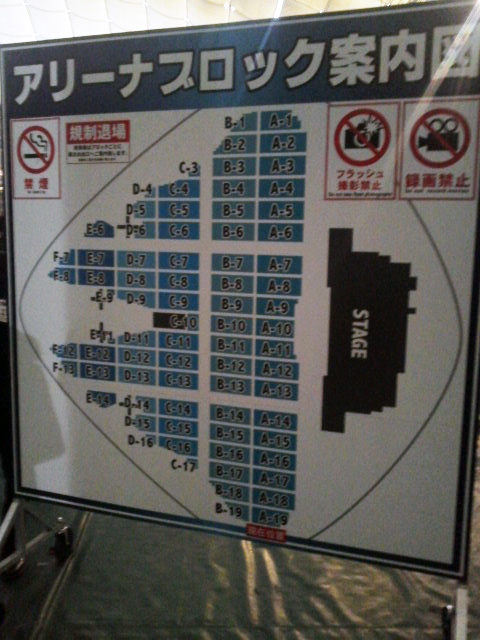 アリーナブロック案内図
禁煙
規制退場
フラッシュ
撮影禁止
録画禁止
B-1 A-1
B-2 A-2
C-3 B-3 A-3
D-4 C-4 B-4 A-4
D-5 C-5 B-5 A-5
E-6 D-6 C-6 B-6 A-6
F-7 E-7 D-7 C-7 B-7 A-7
F-8 E-8 D-8 C-8 B-8 A-8
E-9 D-9 C-9 B-9 A-9
C-10 B-10 A-10
E-11 D-11 C-11 B-11 A-11
F-12 E-12 D-12 C-12 B-12 A-12
F-13 E-13 D-13 C-13 B-13 A-13
E-14 D-14 C-14 B-14 A-14
D-15 C-15 B-15 A-15
D-16 C-16 B-16 A-16
C-17 B-17 A-17
B-18 A-18
B-19 A-19
STAGE
現在位置